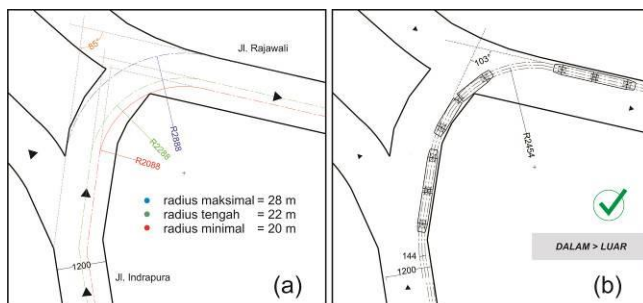 85°
Jl. Rajawali
R2888
R2288
R2088
radius maksimal = 28 m
radius tengah = 22 m
radius minimal = 20 m
1200
Jl. Indrapura
(a)
103°
R2454
DALAM > LUAR
144
1200
(b)